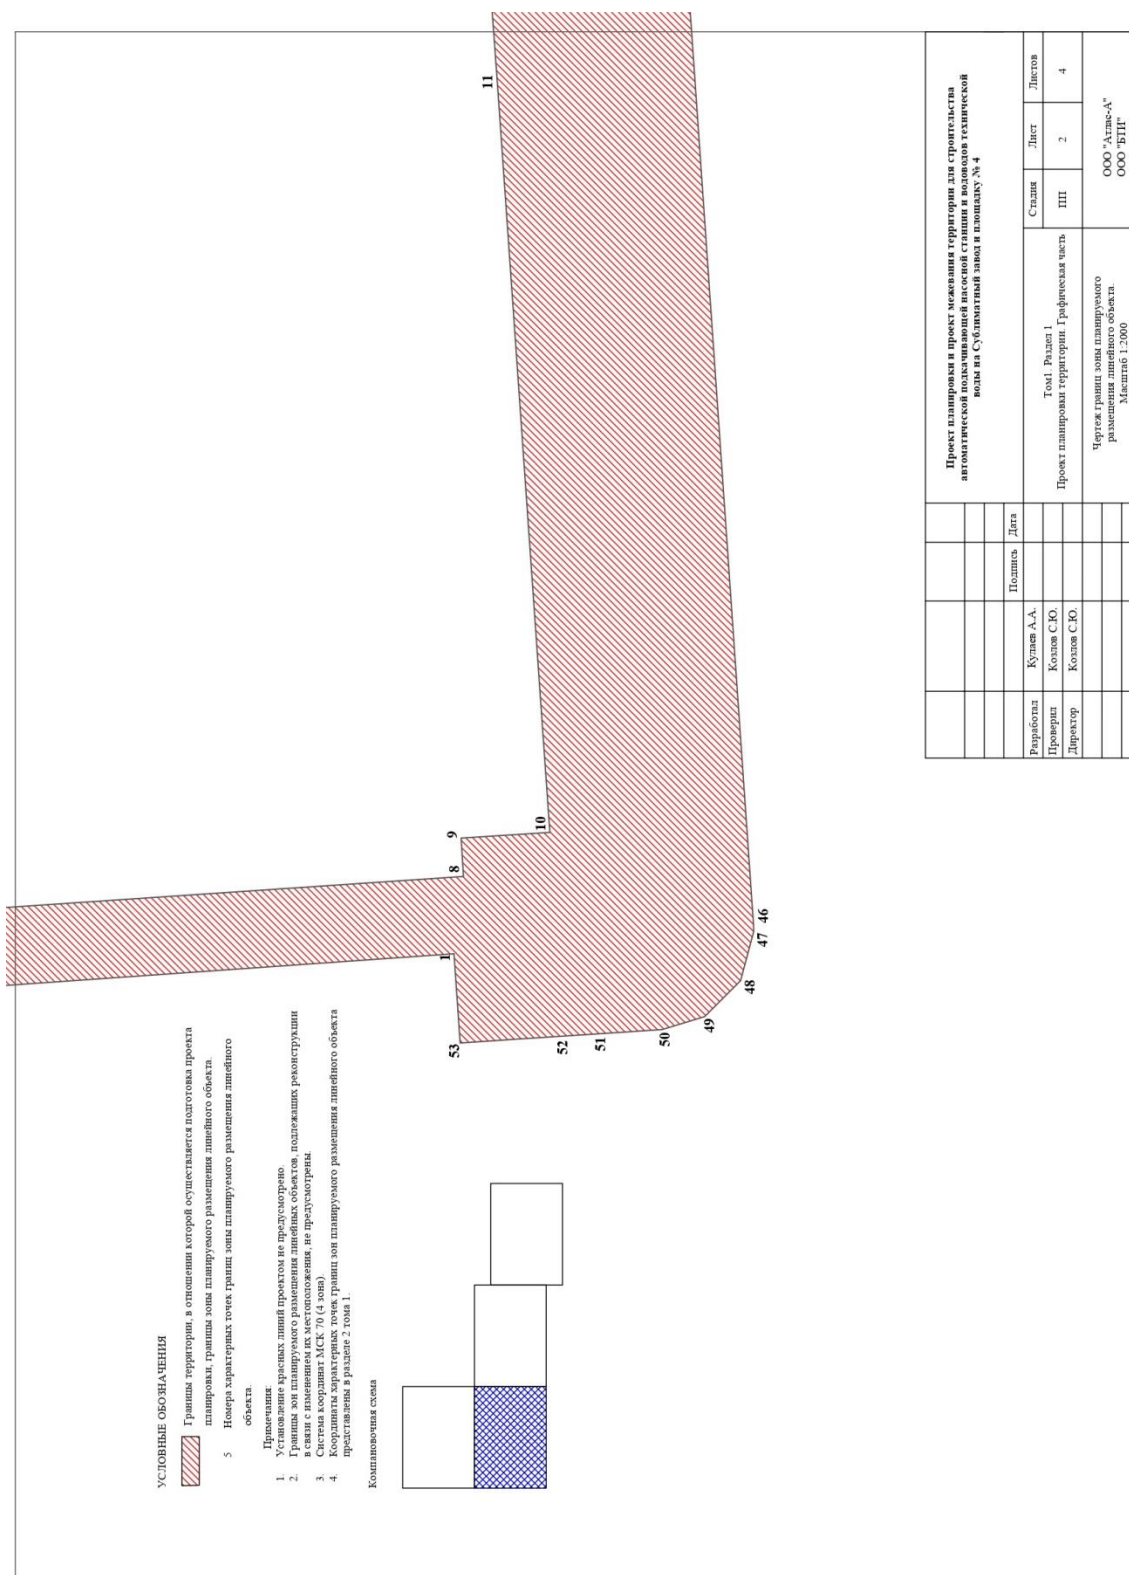 УСЛОВНЫЕ ОБОЗНАЧЕНИЯ
Границы территории, в отношении которой осуществляется подготовка проекта
планировки, границы зоны планируемого размещения линейного объекта.
5 Номера характерных точек границ зоны планируемого размещения линейного
объекта.
Примечания:
1. Установление красных линий проектом не предусмотрено.
2. Границы зон планируемого размещения линейных объектов, подлежащих реконструкции
в связи с изменением их местоположения, не предусмотрены.
3. Система координат МСК 70 (4 зона).
4. Координаты характерных точек границ зон планируемого размещения линейного объекта
представлены в разделе 2 тома 1.
Компановочная схема
53
1
8
9
10
11
52
51
50
49
48
47
46
Проект планировки и проект межевания территории для строительства
автоматической подкачивающей насосной станции и водоводов технической
воды на Сублиматный завод и площадку № 4
Подпись Дата
Разработал Кулаев А.А.
Проверил Козлов С.Ю.
Директор Козлов С.Ю.
Том1. Раздел 1
Проект планировки территории. Графическая часть
Стадия Лист Листов
ПП 2 4
Чертеж границ зоны планируемого
размещения линейного объекта.
Масштаб 1:2000
ООО "Атлас-А"
ООО "БТИ"